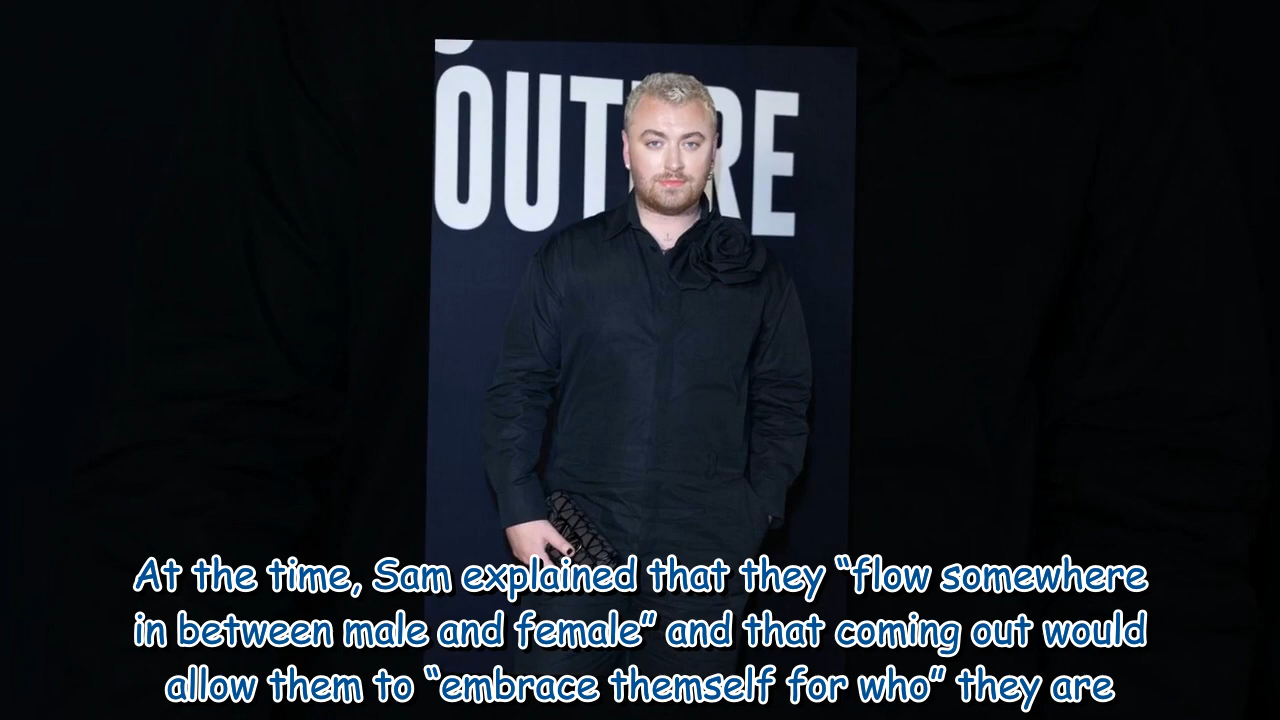 OUT RE
At the time, Sam explained that they “flow somewhere
in between male and female” and that coming out would
allow them to “embrace themself for who” they are